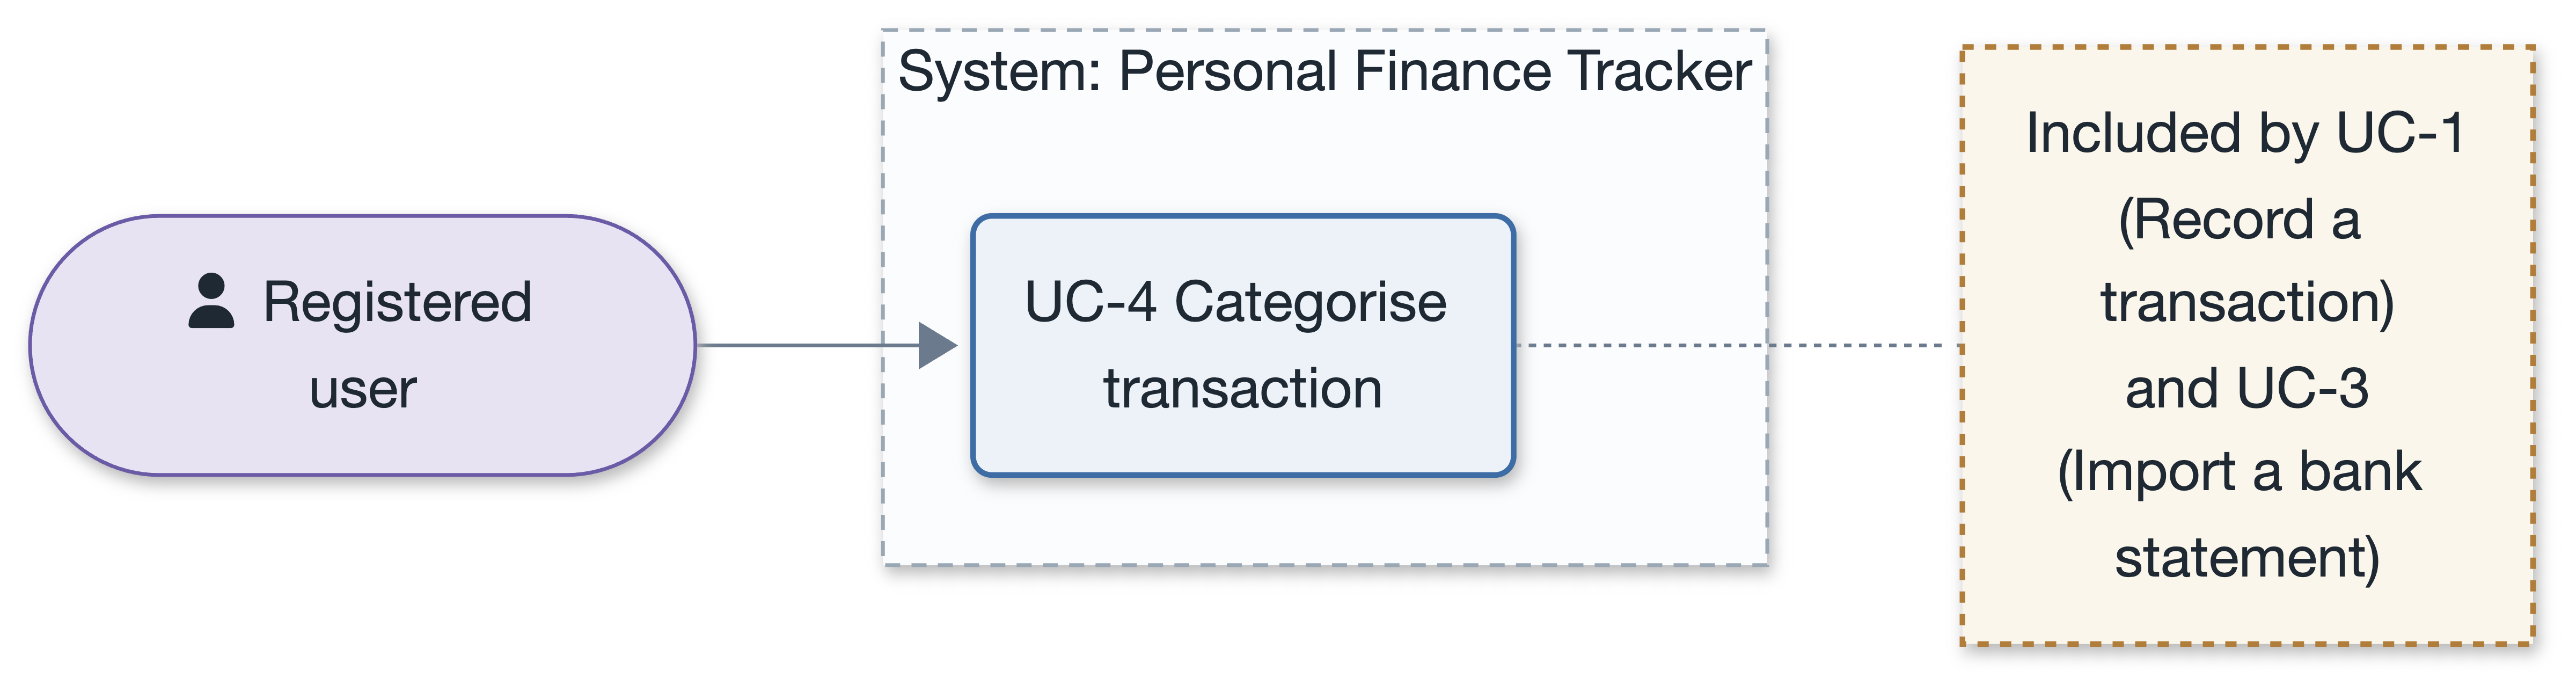 System: Personal Finance Tracker
Registered
user
UC-4 Categorise
transaction
Included by UC-1
(Record a
transaction)
and UC-3
(Import a bank
statement)